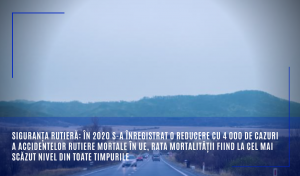 SIGURANȚA RUTIERĂ: ÎN 2020 S-A ÎNREGISTRAT O REDUCERE CU 4 000 DE CAZURI
A ACCIDENTELOR RUTIERE MORTALE ÎN UE, RATA MORTALITĂȚII FIIND LA CEL MAI
SCĂZUT NIVEL DIN TOATE TIMPURILE